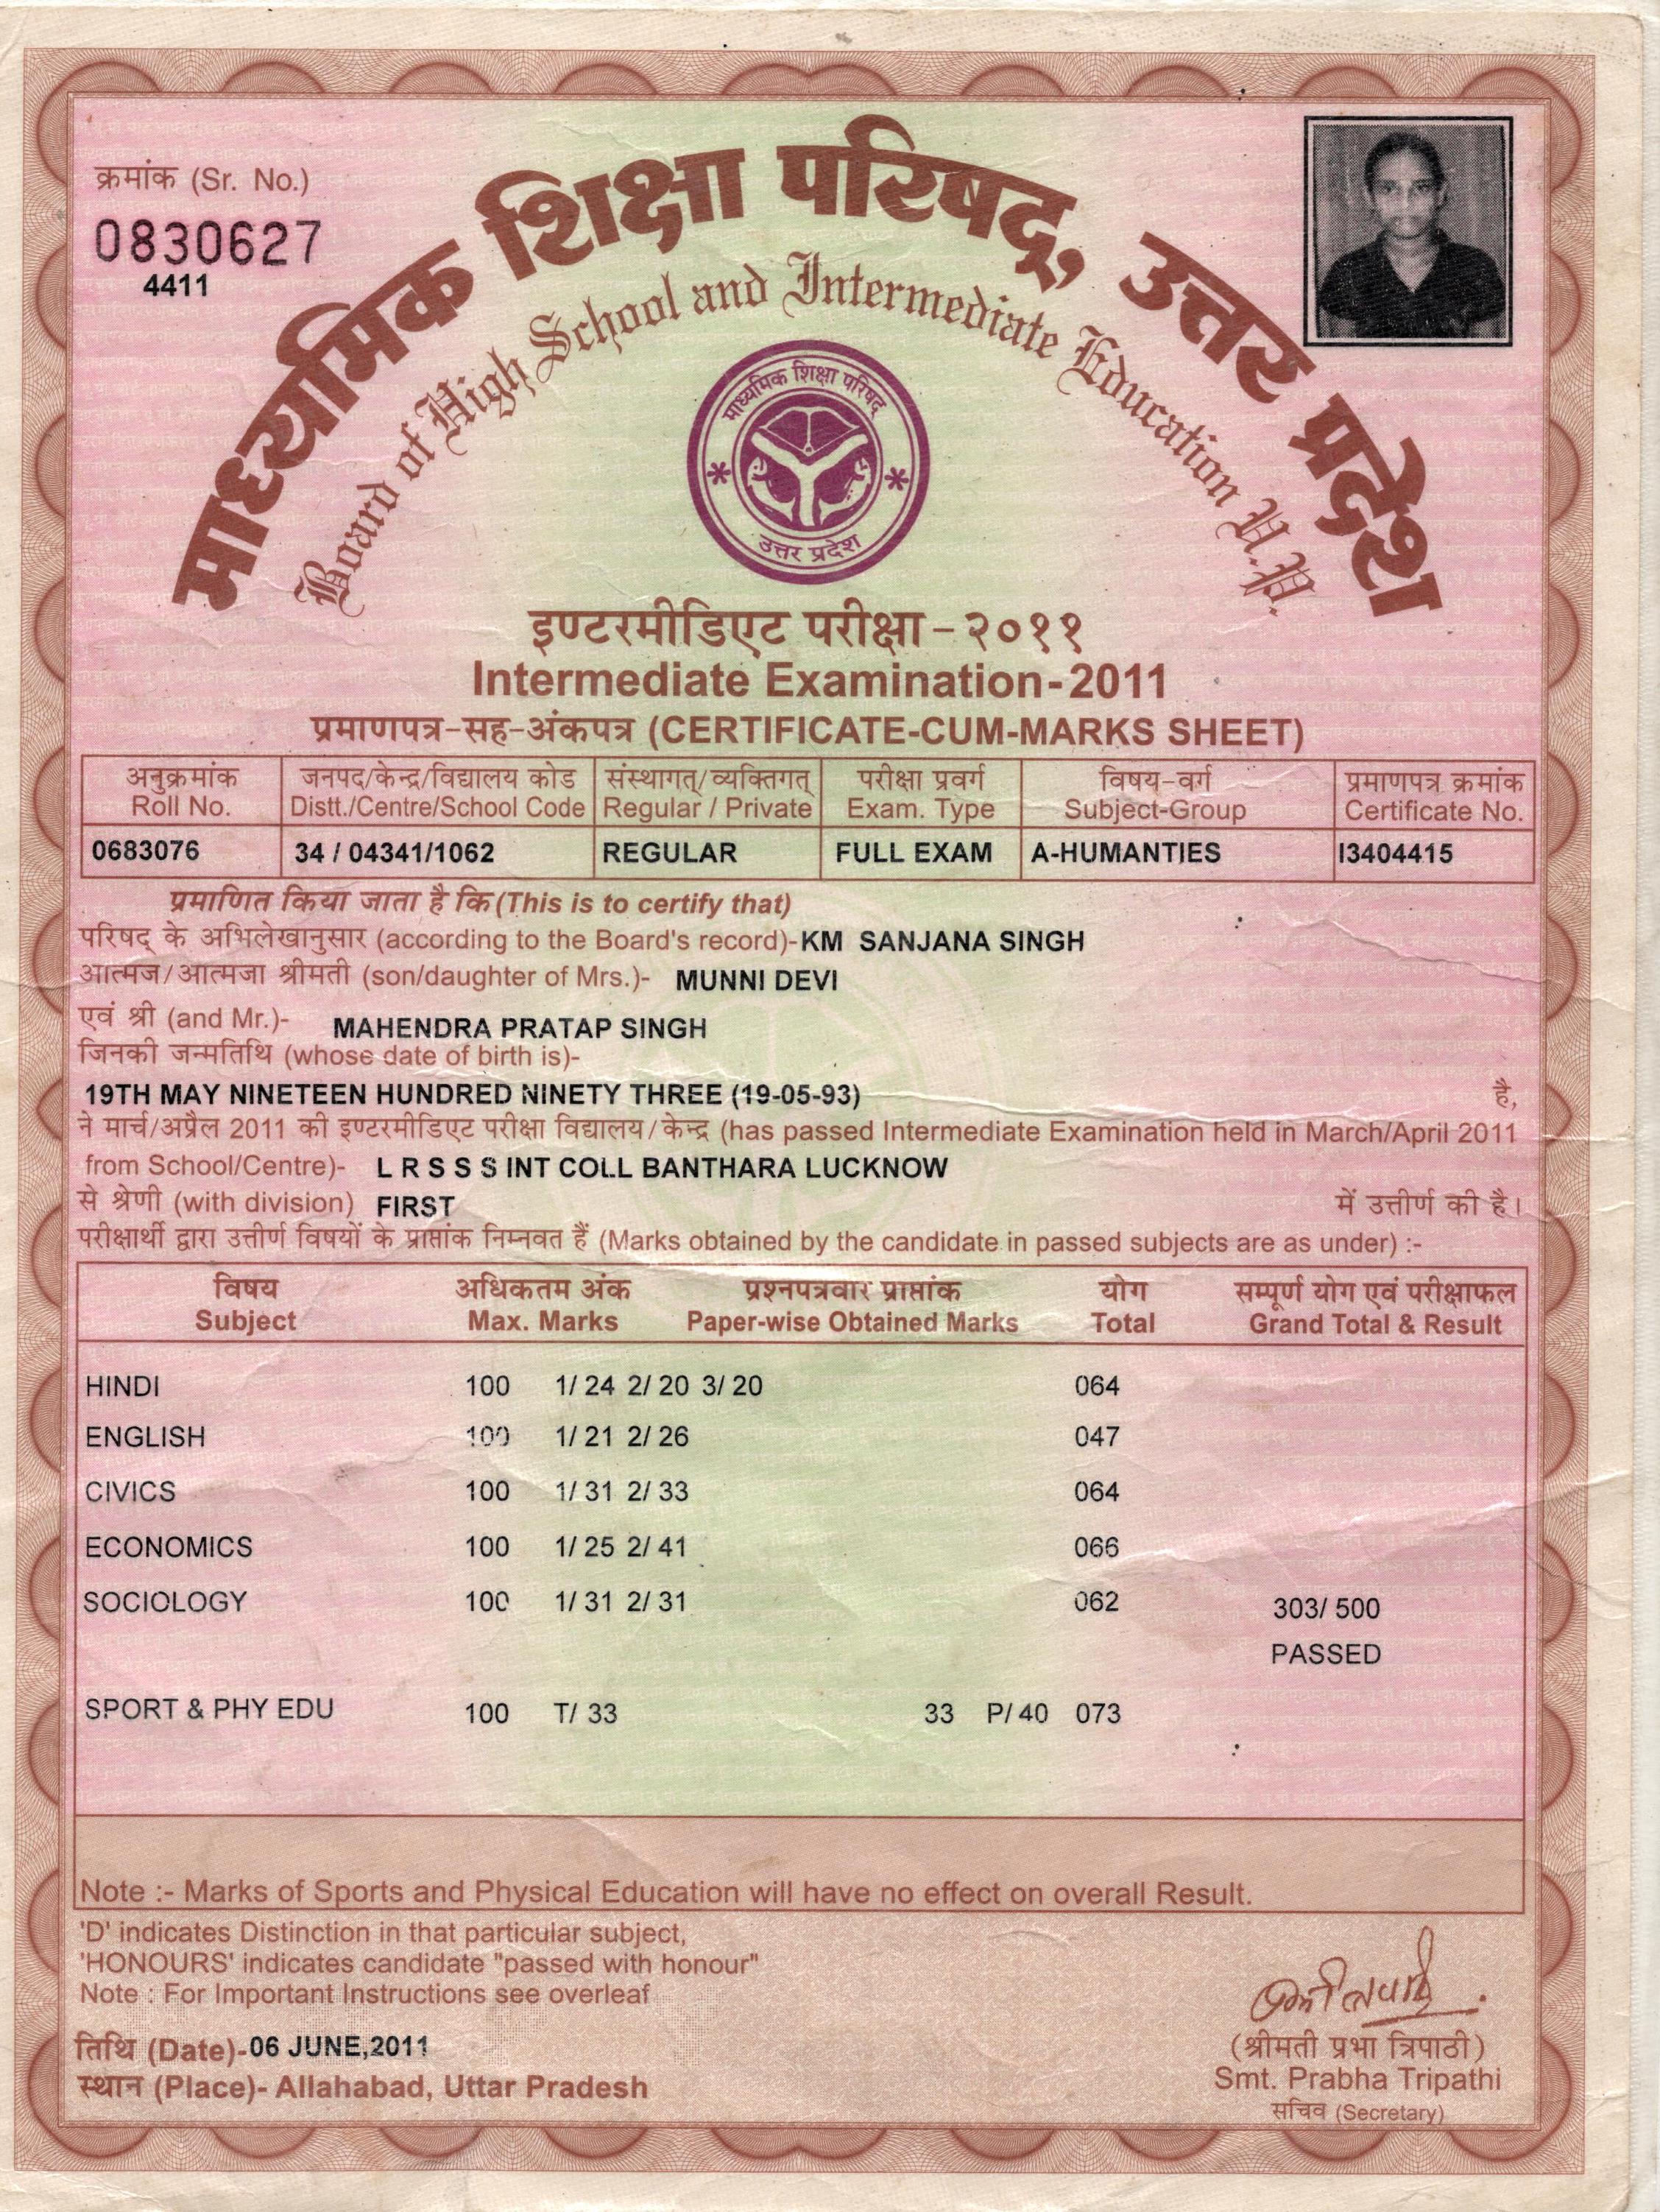 क्रमांक (Sr. No.)
0830627
4411
माध्यमिक शिक्षा परिषद्, उत्तर प्रदेश
Board of High School and Intermediate Education U.P.
माध्यमिक शिक्षा परिषद्
उत्तर प्रदेश
इण्टरमीडिएट परीक्षा - २०११
Intermediate Examination-2011
प्रमाणपत्र-सह-अंकपत्र (CERTIFICATE-CUM-MARKS SHEET)
अनुक्रमांक जनपद/केन्द्र/विद्यालय कोड संस्थागत्/व्यक्तिगत् परीक्षा प्रवर्ग विषय-वर्ग प्रमाणपत्र क्रमांक
Roll No. Distt./Centre/School Code Regular / Private Exam. Type Subject-Group Certificate No.
0683076 34 / 04341/1062 REGULAR FULL EXAM A-HUMANTIES I3404415
प्रमाणित किया जाता है कि (This is to certify that)
परिषद् के अभिलेखानुसार (according to the Board's record)- KM SANJANA SINGH
आत्मज/आत्मजा श्रीमती (son/daughter of Mrs.)- MUNNI DEVI
एवं श्री (and Mr.)- MAHENDRA PRATAP SINGH
जिनकी जन्मतिथि (whose date of birth is)-
19TH MAY NINETEEN HUNDRED NINETY THREE (19-05-93) है,
ने मार्च/अप्रैल 2011 की इण्टरमीडिएट परीक्षा विद्यालय/केन्द्र (has passed Intermediate Examination held in March/April 2011
from School/Centre)- L R S S S INT COLL BANTHARA LUCKNOW
से श्रेणी (with division) FIRST में उत्तीर्ण की है।
परीक्षार्थी द्वारा उत्तीर्ण विषयों के प्राप्तांक निम्नवत हैं (Marks obtained by the candidate in passed subjects are as under) :-
विषय अधिकतम अंक प्रश्नपत्रवार प्राप्तांक योग सम्पूर्ण योग एवं परीक्षाफल
Subject Max. Marks Paper-wise Obtained Marks Total Grand Total & Result
HINDI 100 1/ 24 2/ 20 3/ 20 064
ENGLISH 100 1/ 21 2/ 26 047
CIVICS 100 1/ 31 2/ 33 064
ECONOMICS 100 1/ 25 2/ 41 066
SOCIOLOGY 100 1/ 31 2/ 31 062 303/ 500
PASSED
SPORT & PHY EDU 100 T/ 33 33 P/ 40 073
Note :- Marks of Sports and Physical Education will have no effect on overall Result.
'D' indicates Distinction in that particular subject,
'HONOURS' indicates candidate "passed with honour"
Note : For Important Instructions see overleaf
तिथि (Date)-06 JUNE,2011
स्थान (Place)- Allahabad, Uttar Pradesh
(श्रीमती प्रभा त्रिपाठी)
Smt. Prabha Tripathi
सचिव (Secretary)